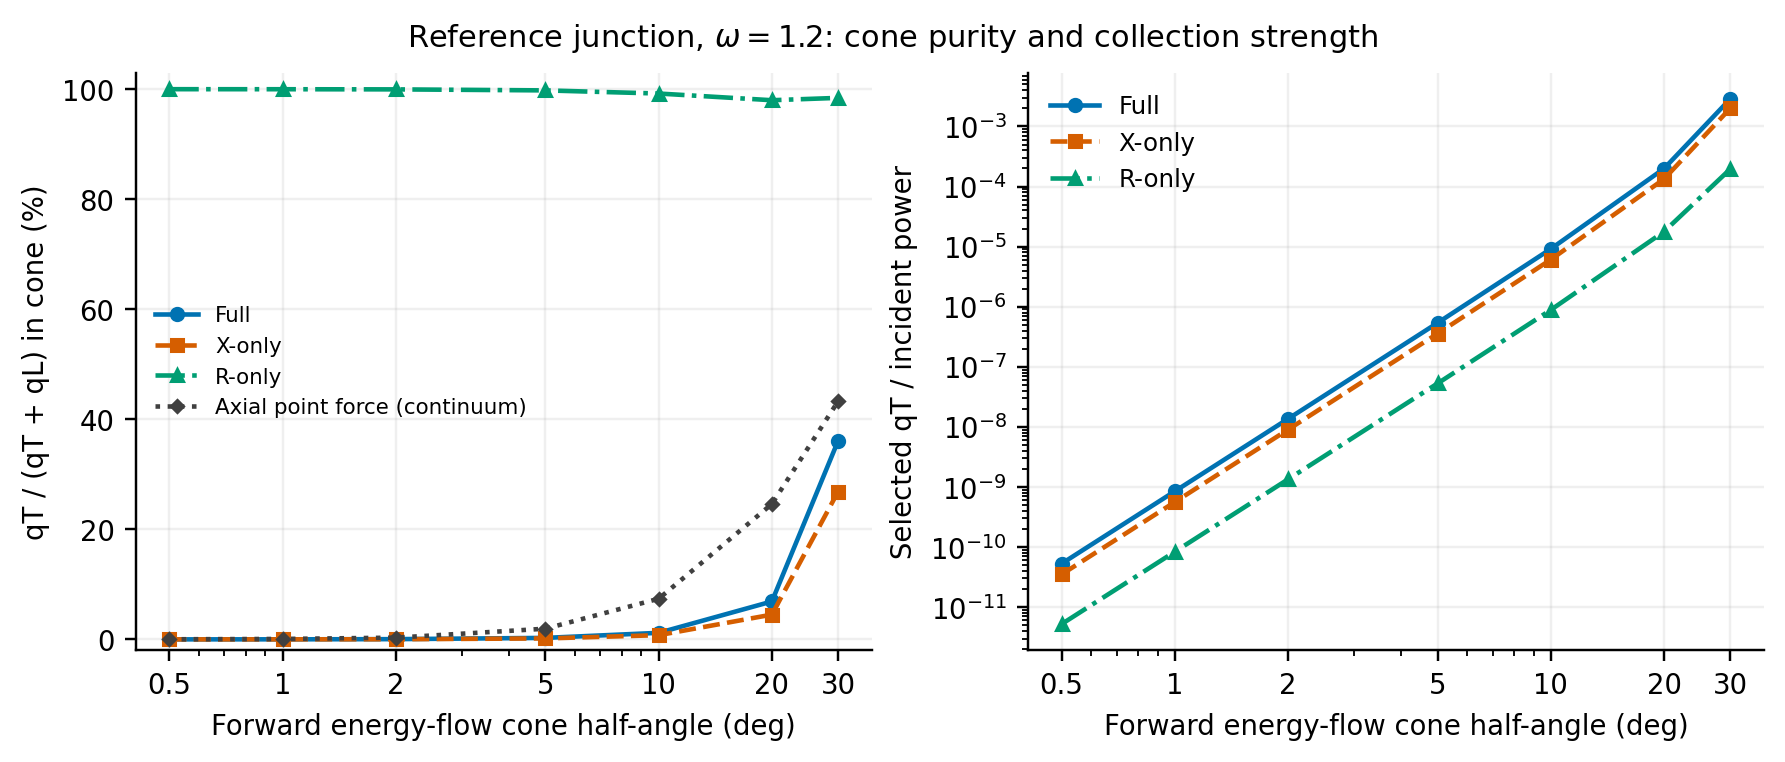 Reference junction, ω = 1.2: cone purity and collection strength
qT / (qT + qL) in cone (%)
100
80
60
40
20
0
Full
X-only
R-only
Axial point force (continuum)
0.5 1 2 5 10 20 30
Forward energy-flow cone half-angle (deg)
Selected qT / incident power
10⁻³
10⁻⁴
10⁻⁵
10⁻⁶
10⁻⁷
10⁻⁸
10⁻⁹
10⁻¹⁰
10⁻¹¹
Full
X-only
R-only
0.5 1 2 5 10 20 30
Forward energy-flow cone half-angle (deg)